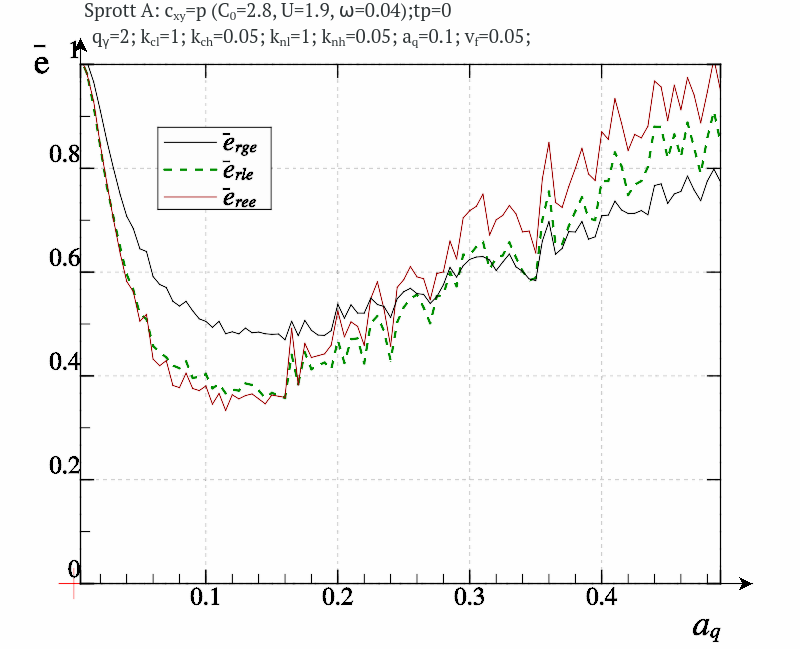 Sprott A: cxy=p (C0=2.8, U=1.9, ω=0.04);tp=0
qγ=2; kcl=1; kch=0.05; knl=1; knh=0.05; aq=0.1; vf=0.05;
1
ē
ērge
ērle
ēree
0.8
0.6
0.4
0.2
0
0.1
0.2
0.3
0.4
aq